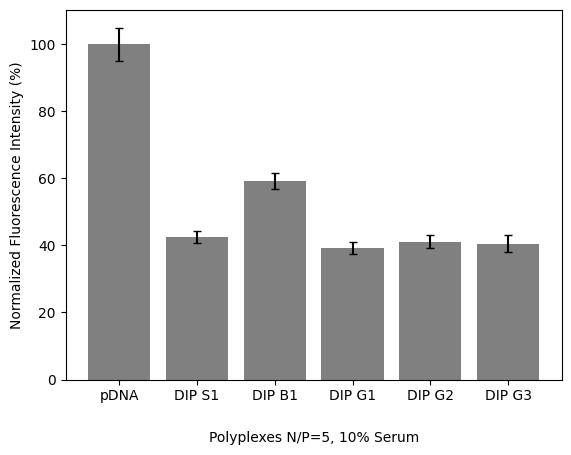 Normalized Fluorescence Intensity (%)
100
80
60
40
20
0
pDNA DIP S1 DIP B1 DIP G1 DIP G2 DIP G3
Polyplexes N/P=5, 10% Serum